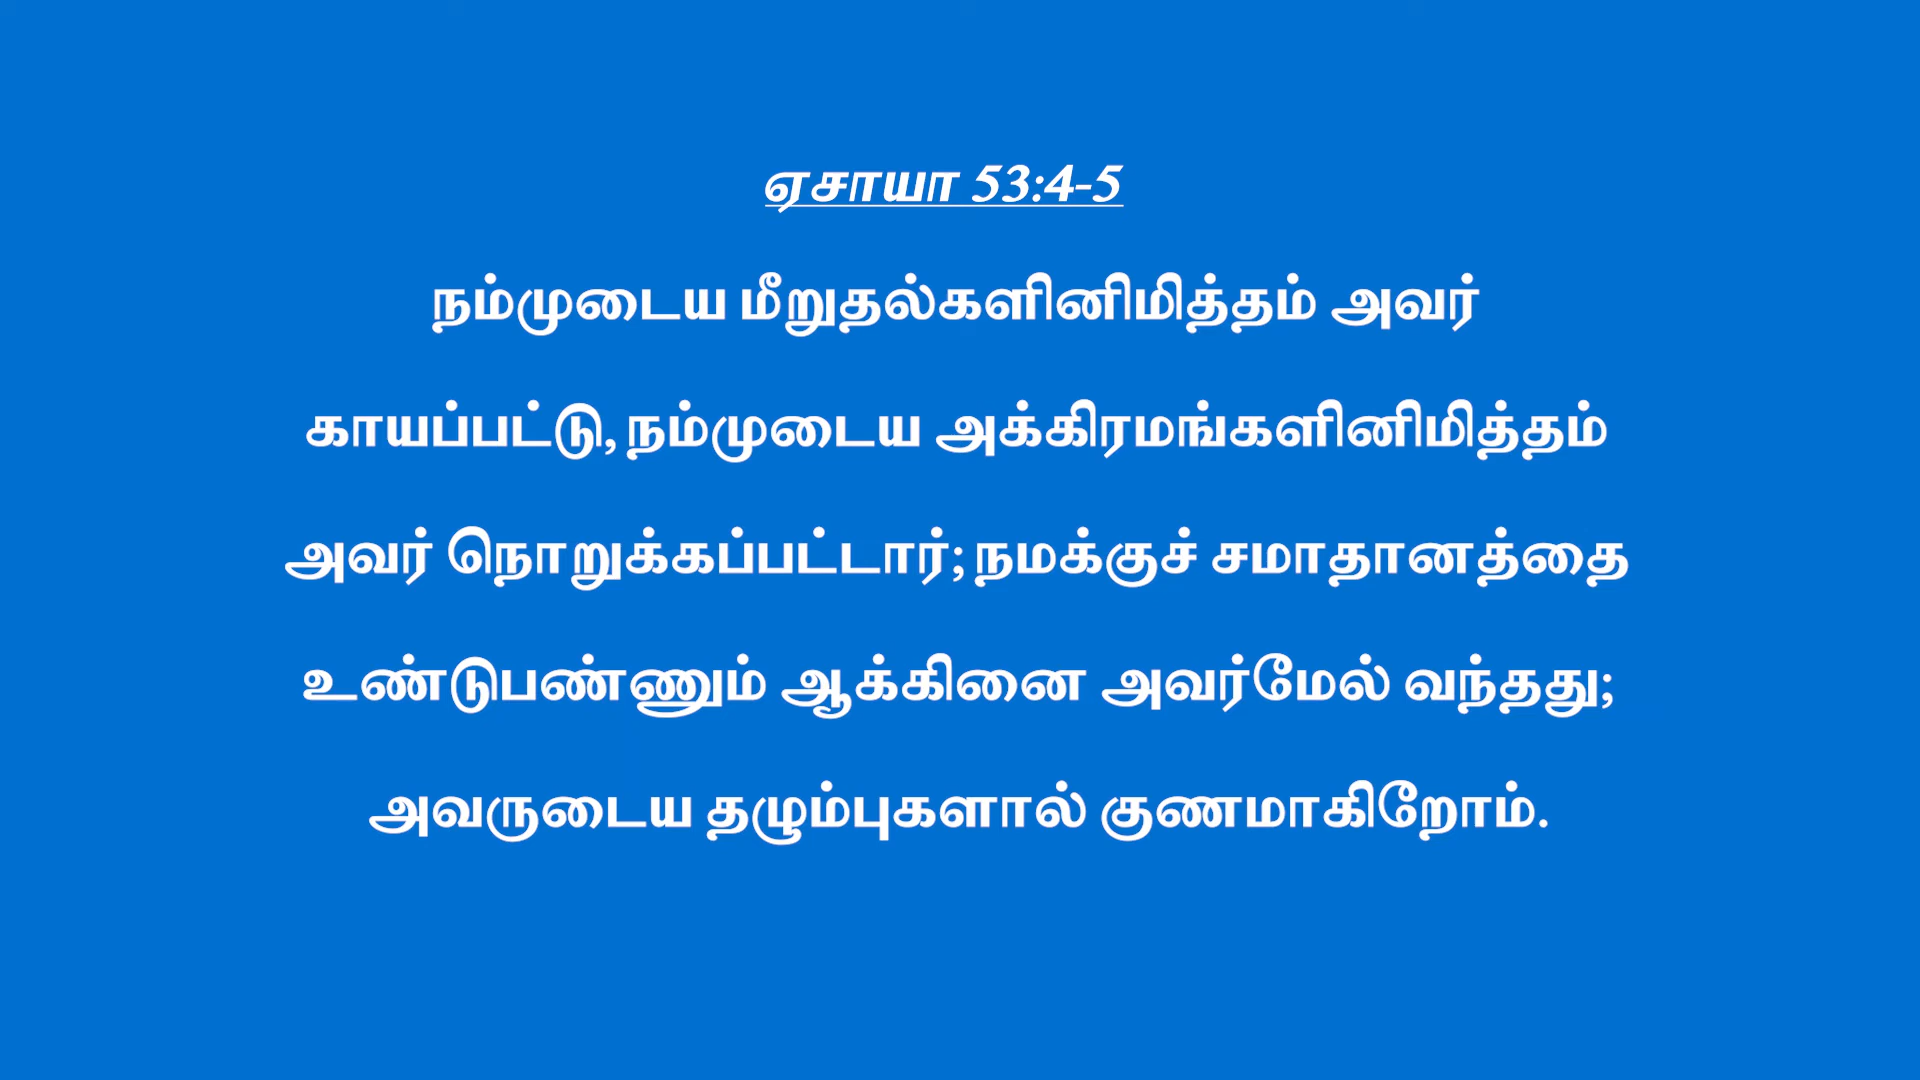 ஏசாயா 53:4-5
நம்முடைய மீறுதல்களினிமித்தம் அவர்
காயப்பட்டு, நம்முடைய அக்கிரமங்களினிமித்தம்
அவர் நொறுக்கப்பட்டார்; நமக்குச் சமாதானத்தை
உண்டுபண்ணும் ஆக்கினை அவர்மேல் வந்தது;
அவருடைய தழும்புகளால் குணமாகிறோம்.